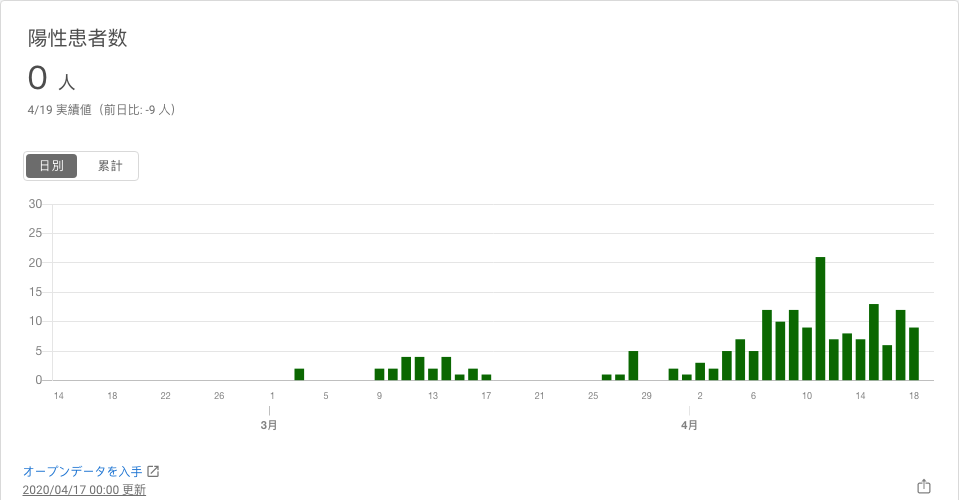 陽性患者数
0 人
4/19 実績値（前日比: -9 人）
日別 累計
30
25
20
15
10
5
0
14 18 22 26 1 5 9 13 17 21 25 29 2 6 10 14 18
3月 4月
オープンデータを入手
2020/04/17 00:00 更新